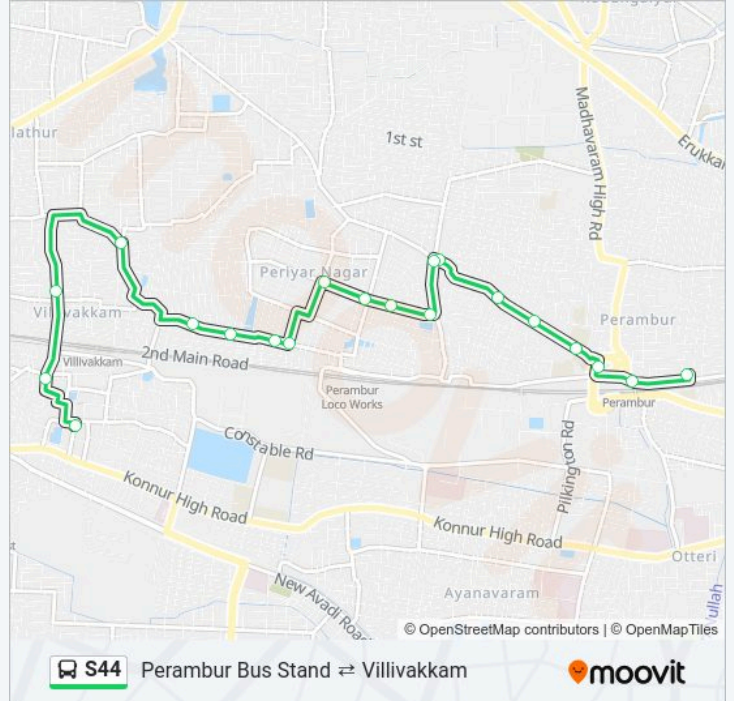 lathur
1st st
Madhavaram High Rd
Erukka
Periyar Nagar
Villivakkam
Perambur
Villivakkam
2nd Main Road
Perambur
Loco Works
Perambur
Constable Rd
Pilkington Rd
Konnur High Road
Konnur High Road
Otteri
New Avadi Road
Ayanavaram
ullah
© OpenStreetMap contributors | © OpenMapTiles
S44 Perambur Bus Stand ⇄ Villivakkam
moovit